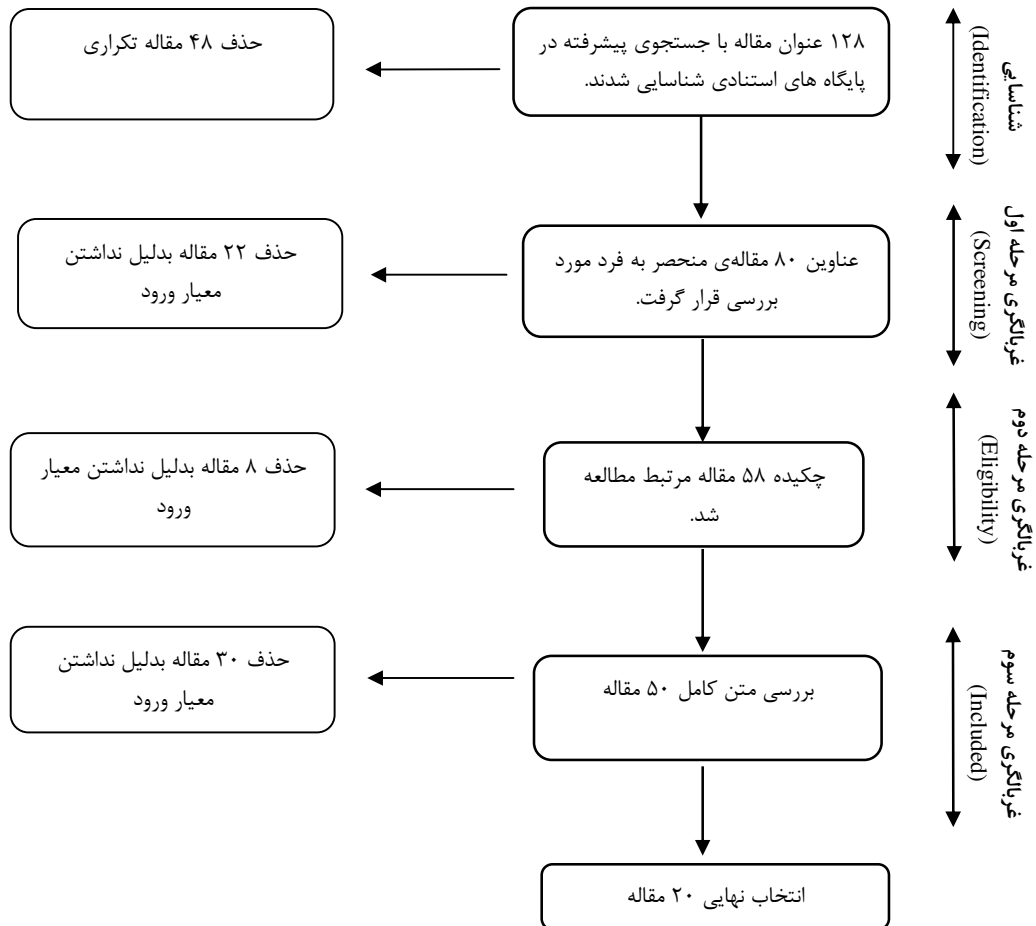 ۱۲۸ عنوان مقاله با جستجوی پیشرفته در
پایگاه های استنادی شناسایی شدند.
حذف ۴۸ مقاله تکراری
شناسایی
(Identification)
عناوین ۸۰ مقاله‌ی منحصر به فرد مورد
بررسی قرار گرفت.
حذف ۲۲ مقاله بدلیل نداشتن
معیار ورود
غربالگری مرحله اول
(Screening)
چکیده ۵۸ مقاله مرتبط مطالعه
شد.
حذف ۸ مقاله بدلیل نداشتن معیار
ورود
غربالگری مرحله دوم
(Eligibility)
بررسی متن کامل ۵۰ مقاله
حذف ۳۰ مقاله بدلیل نداشتن
معیار ورود
غربالگری مرحله سوم
(Included)
انتخاب نهایی ۲۰ مقاله